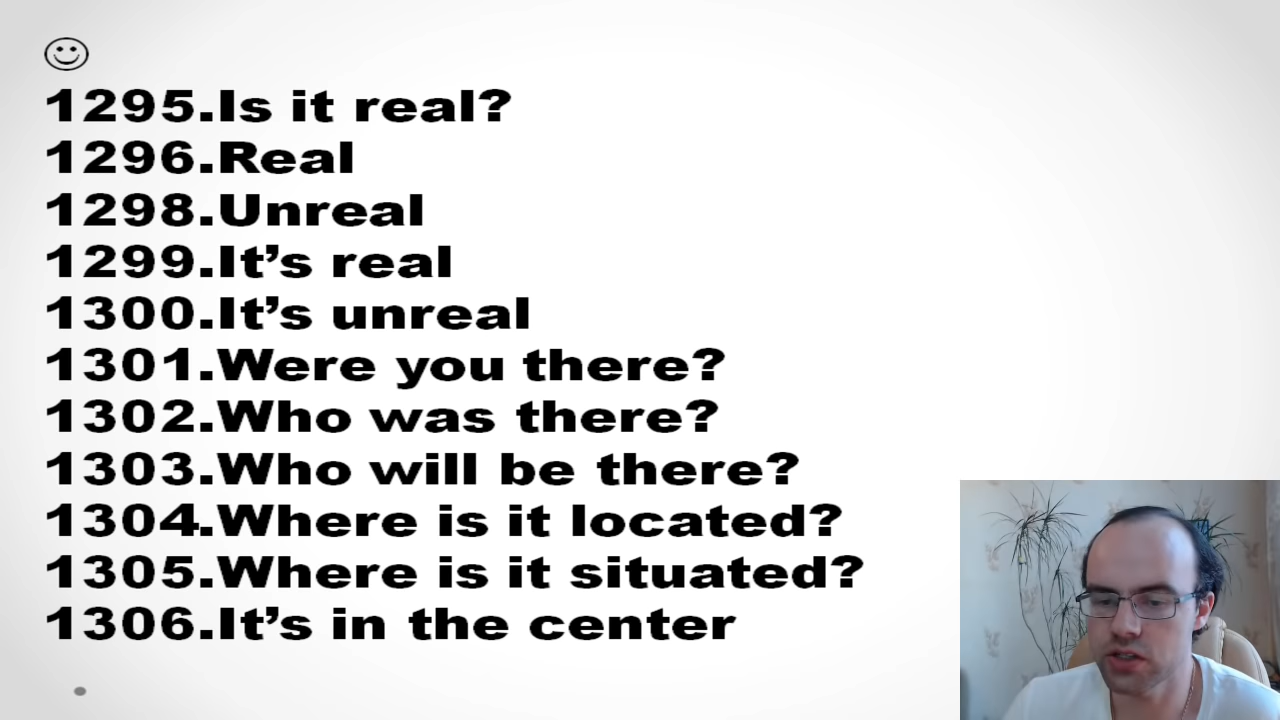 1295.Is it real?
1296.Real
1298.Unreal
1299.It’s real
1300.It’s unreal
1301.Were you there?
1302.Who was there?
1303.Who will be there?
1304.Where is it located?
1305.Where is it situated?
1306.It’s in the center